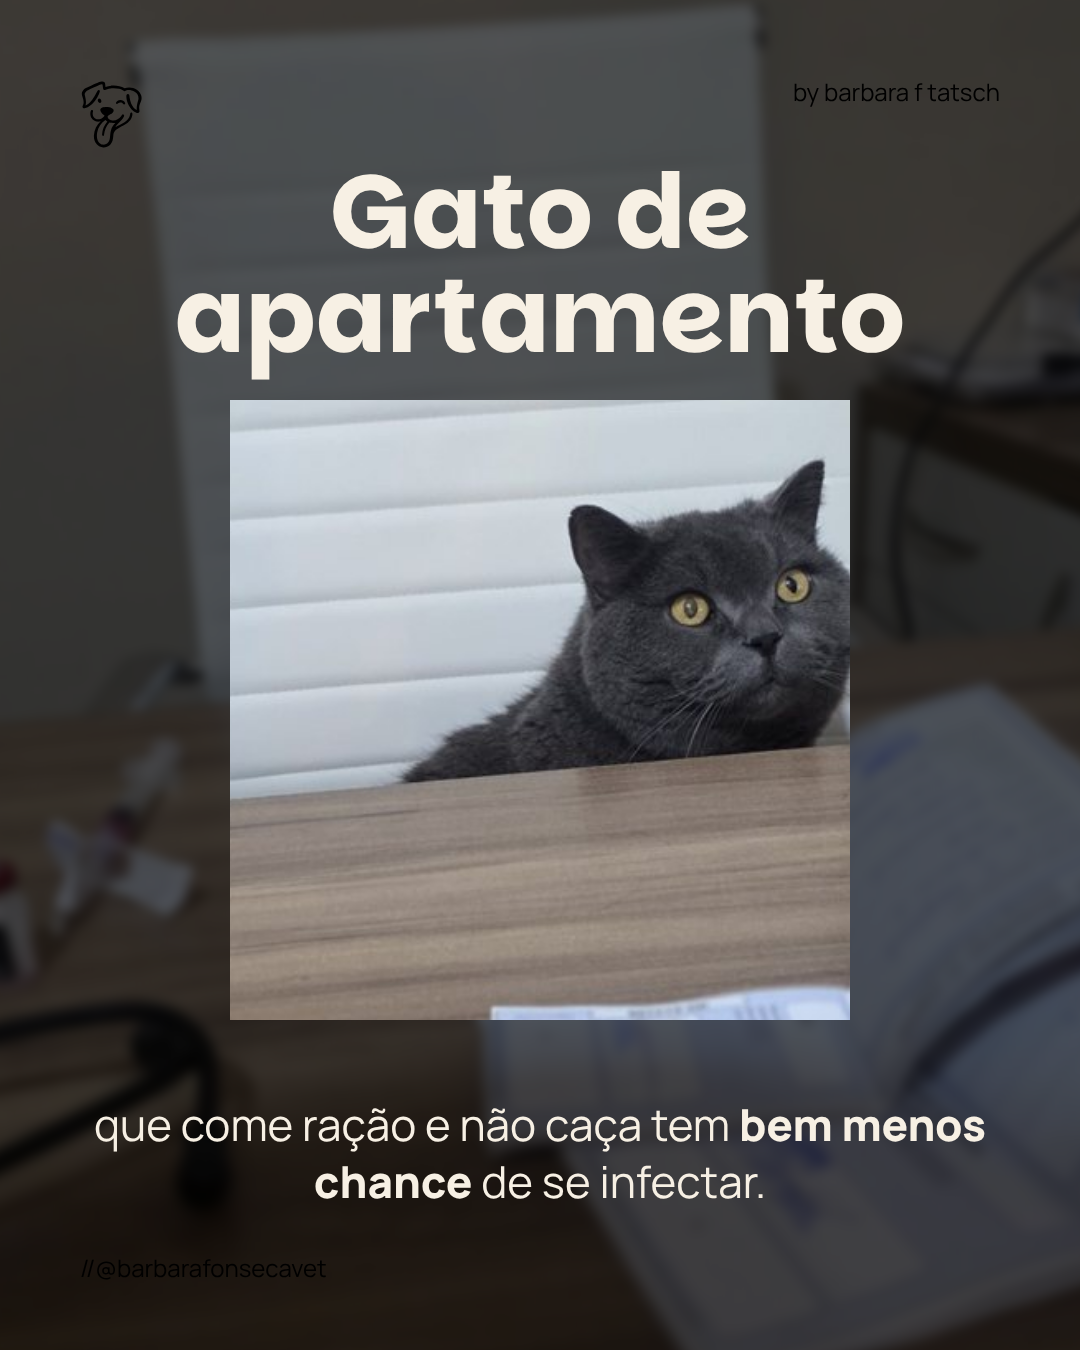 by barbara f tatsch
Gato de
apartamento
que come ração e não caça tem bem menos
chance de se infectar.
//@barbarafonsecavet